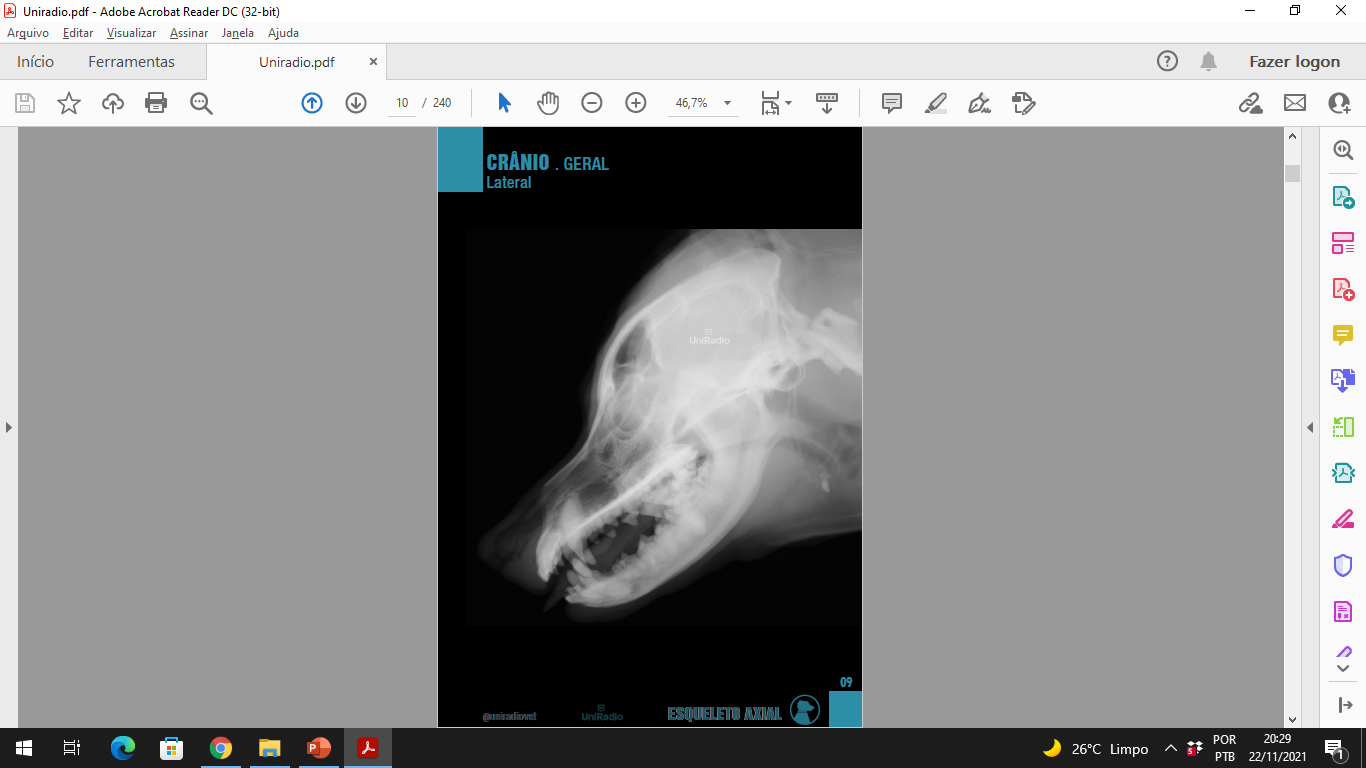 Uniradio.pdf - Adobe Acrobat Reader DC (32-bit)
Arquivo Editar Visualizar Assinar Janela Ajuda
Início Ferramentas Uniradio.pdf Fazer logon
10 / 240 46,7%
CRÂNIO . GERAL
Lateral
UniRadio
09
@uniradiovet UniRadio ESQUELETO AXIAL
26°C Limpo POR 20:29
PTB 22/11/2021 1